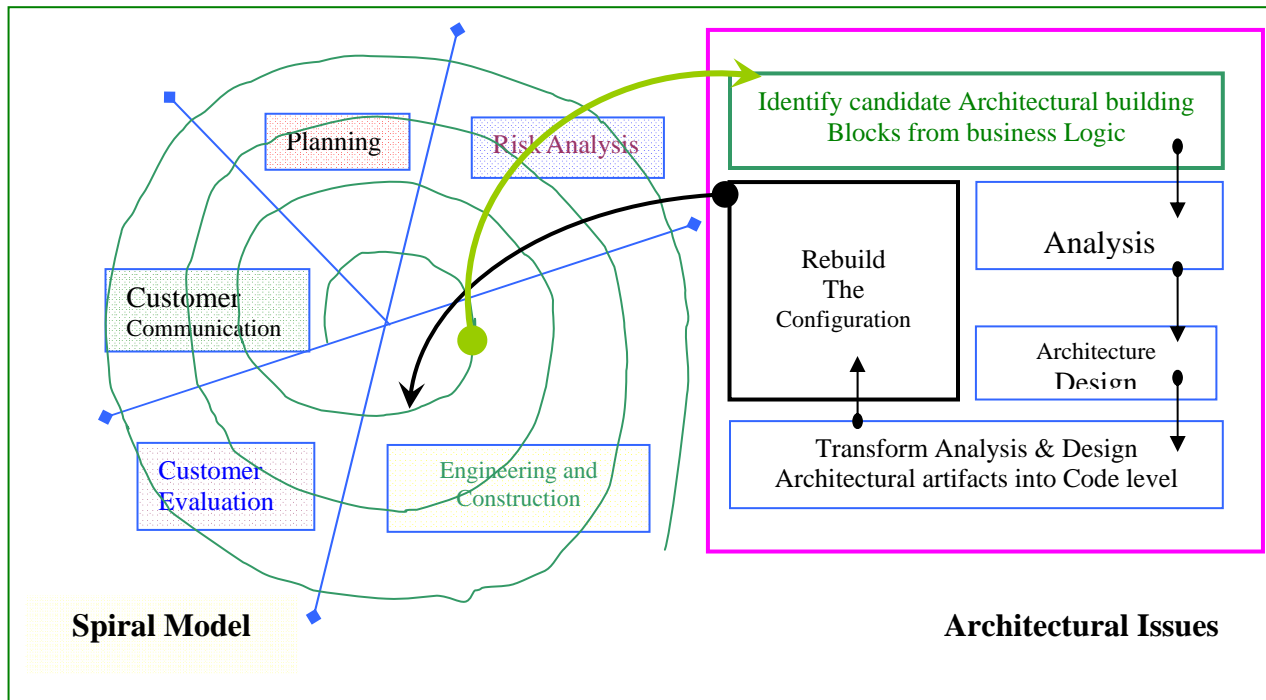 Planning
Risk Analysis
Customer
Communication
Customer
Evaluation
Engineering and
Construction
Spiral Model
Identify candidate Architectural building
Blocks from business Logic
Analysis
Architecture
Design
Transform Analysis & Design
Architectural artifacts into Code level
Rebuild
The
Configuration
Architectural Issues